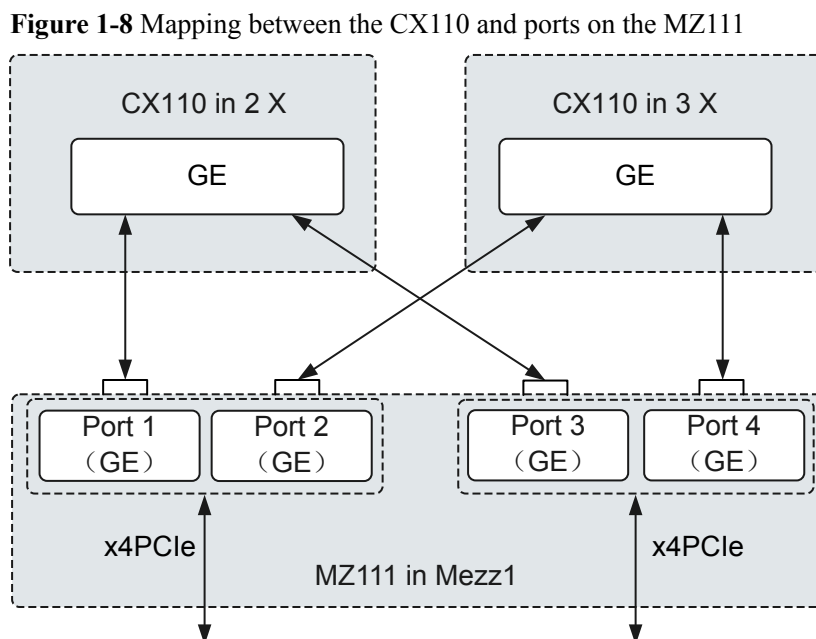 Figure 1-8 Mapping between the CX110 and ports on the MZ111
CX110 in 2 X
CX110 in 3 X
GE
GE
Port 1
（GE）
Port 2
（GE）
Port 3
（GE）
Port 4
（GE）
x4PCIe
x4PCIe
MZ111 in Mezz1